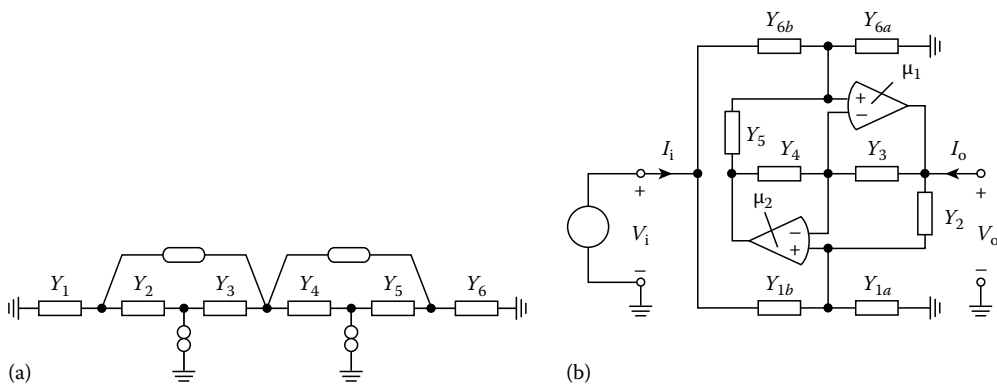 Y1 Y2 Y3 Y4 Y5 Y6
(a)
Y6b Y6a
μ1
+
−
Y5
Ii Y4 Y3 Io
+ μ2 +
− Y2
Vi + Vo
− −
Y1b Y1a
(b)